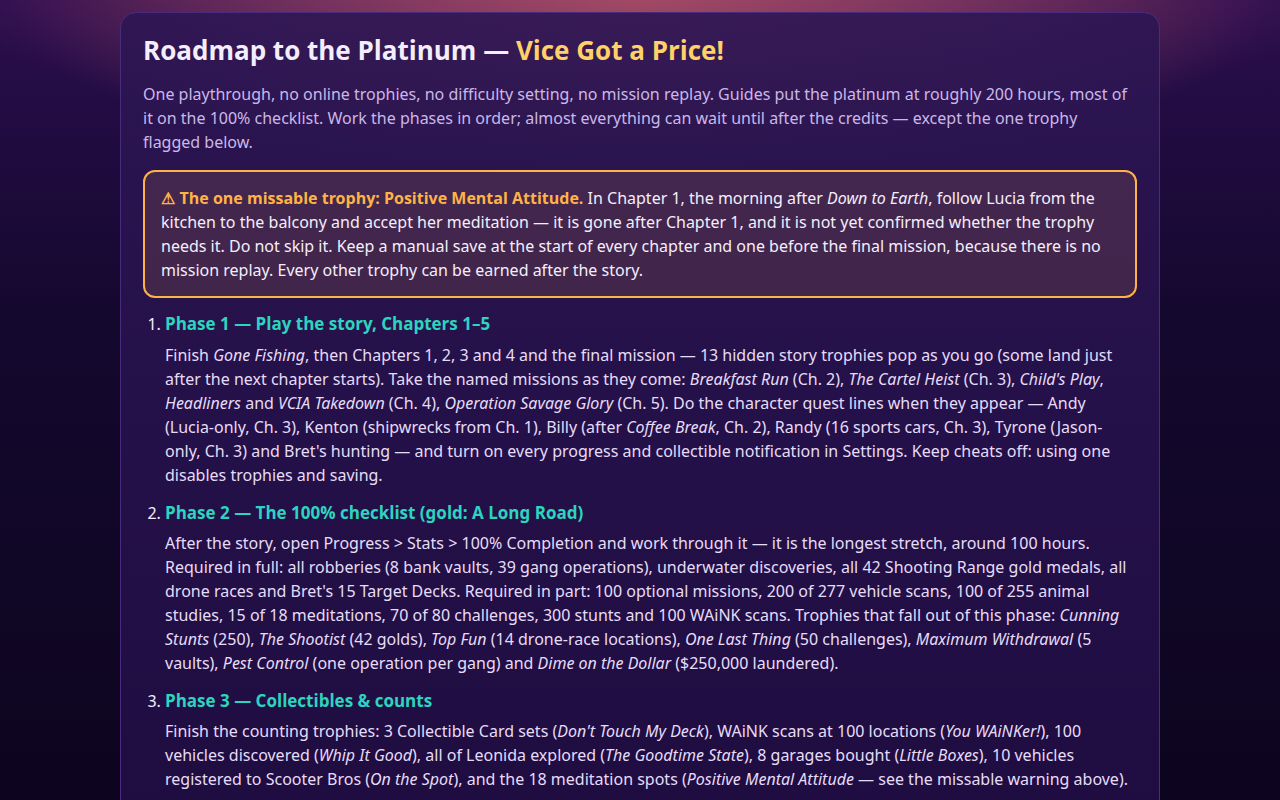 Roadmap to the Platinum — Vice Got a Price!
One playthrough, no online trophies, no difficulty setting, no mission replay. Guides put the platinum at roughly 200 hours, most of
it on the 100% checklist. Work the phases in order; almost everything can wait until after the credits — except the one trophy
flagged below.
⚠ The one missable trophy: Positive Mental Attitude. In Chapter 1, the morning after Down to Earth, follow Lucia from the
kitchen to the balcony and accept her meditation — it is gone after Chapter 1, and it is not yet confirmed whether the trophy
needs it. Do not skip it. Keep a manual save at the start of every chapter and one before the final mission, because there is no
mission replay. Every other trophy can be earned after the story.
1. Phase 1 — Play the story, Chapters 1–5
Finish Gone Fishing, then Chapters 1, 2, 3 and 4 and the final mission — 13 hidden story trophies pop as you go (some land just
after the next chapter starts). Take the named missions as they come: Breakfast Run (Ch. 2), The Cartel Heist (Ch. 3), Child's Play,
Headliners and VCIA Takedown (Ch. 4), Operation Savage Glory (Ch. 5). Do the character quest lines when they appear — Andy
(Lucia-only, Ch. 3), Kenton (shipwrecks from Ch. 1), Billy (after Coffee Break, Ch. 2), Randy (16 sports cars, Ch. 3), Tyrone (Jason-
only, Ch. 3) and Bret's hunting — and turn on every progress and collectible notification in Settings. Keep cheats off: using one
disables trophies and saving.
2. Phase 2 — The 100% checklist (gold: A Long Road)
After the story, open Progress > Stats > 100% Completion and work through it — it is the longest stretch, around 100 hours.
Required in full: all robberies (8 bank vaults, 39 gang operations), underwater discoveries, all 42 Shooting Range gold medals, all
drone races and Bret's 15 Target Decks. Required in part: 100 optional missions, 200 of 277 vehicle scans, 100 of 255 animal
studies, 15 of 18 meditations, 70 of 80 challenges, 300 stunts and 100 WAiNK scans. Trophies that fall out of this phase: Cunning
Stunts (250), The Shootist (42 golds), Top Fun (14 drone-race locations), One Last Thing (50 challenges), Maximum Withdrawal (5
vaults), Pest Control (one operation per gang) and Dime on the Dollar ($250,000 laundered).
3. Phase 3 — Collectibles & counts
Finish the counting trophies: 3 Collectible Card sets (Don't Touch My Deck), WAiNK scans at 100 locations (You WAiNKer!), 100
vehicles discovered (Whip It Good), all of Leonida explored (The Goodtime State), 8 garages bought (Little Boxes), 10 vehicles
registered to Scooter Bros (On the Spot), and the 18 meditation spots (Positive Mental Attitude — see the missable warning above).